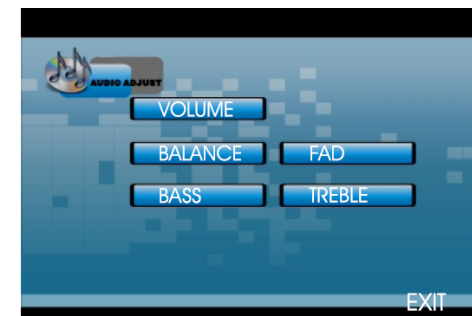 AUDIO ADJUST
VOLUME
BALANCE FAD
BASS TREBLE
EXIT